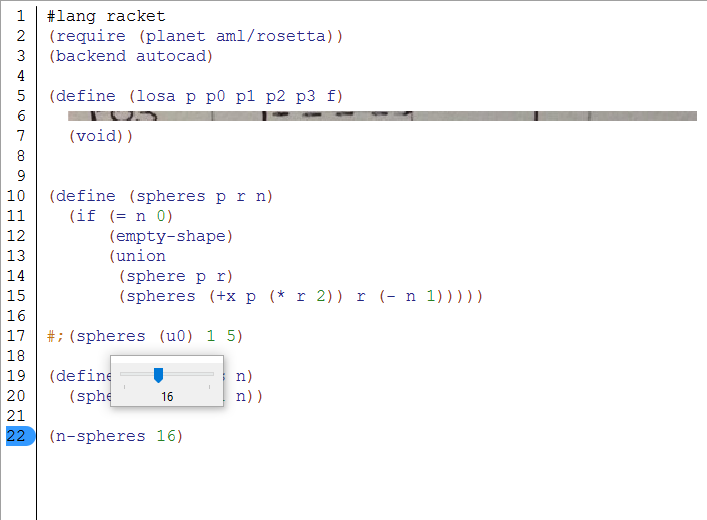 1 #lang racket
2 (require (planet aml/rosetta))
3 (backend autocad)
4
5 (define (losa p p0 p1 p2 p3 f)
6
7 (void))
8
9
10 (define (spheres p r n)
11 (if (= n 0)
12 (empty-shape)
13 (union
14 (sphere p r)
15 (spheres (+x p (* r 2)) r (- n 1)))))
16
17 #;(spheres (u0) 1 5)
18
19 (define n)
20 (sphe n))
16
21
22 (n-spheres 16)